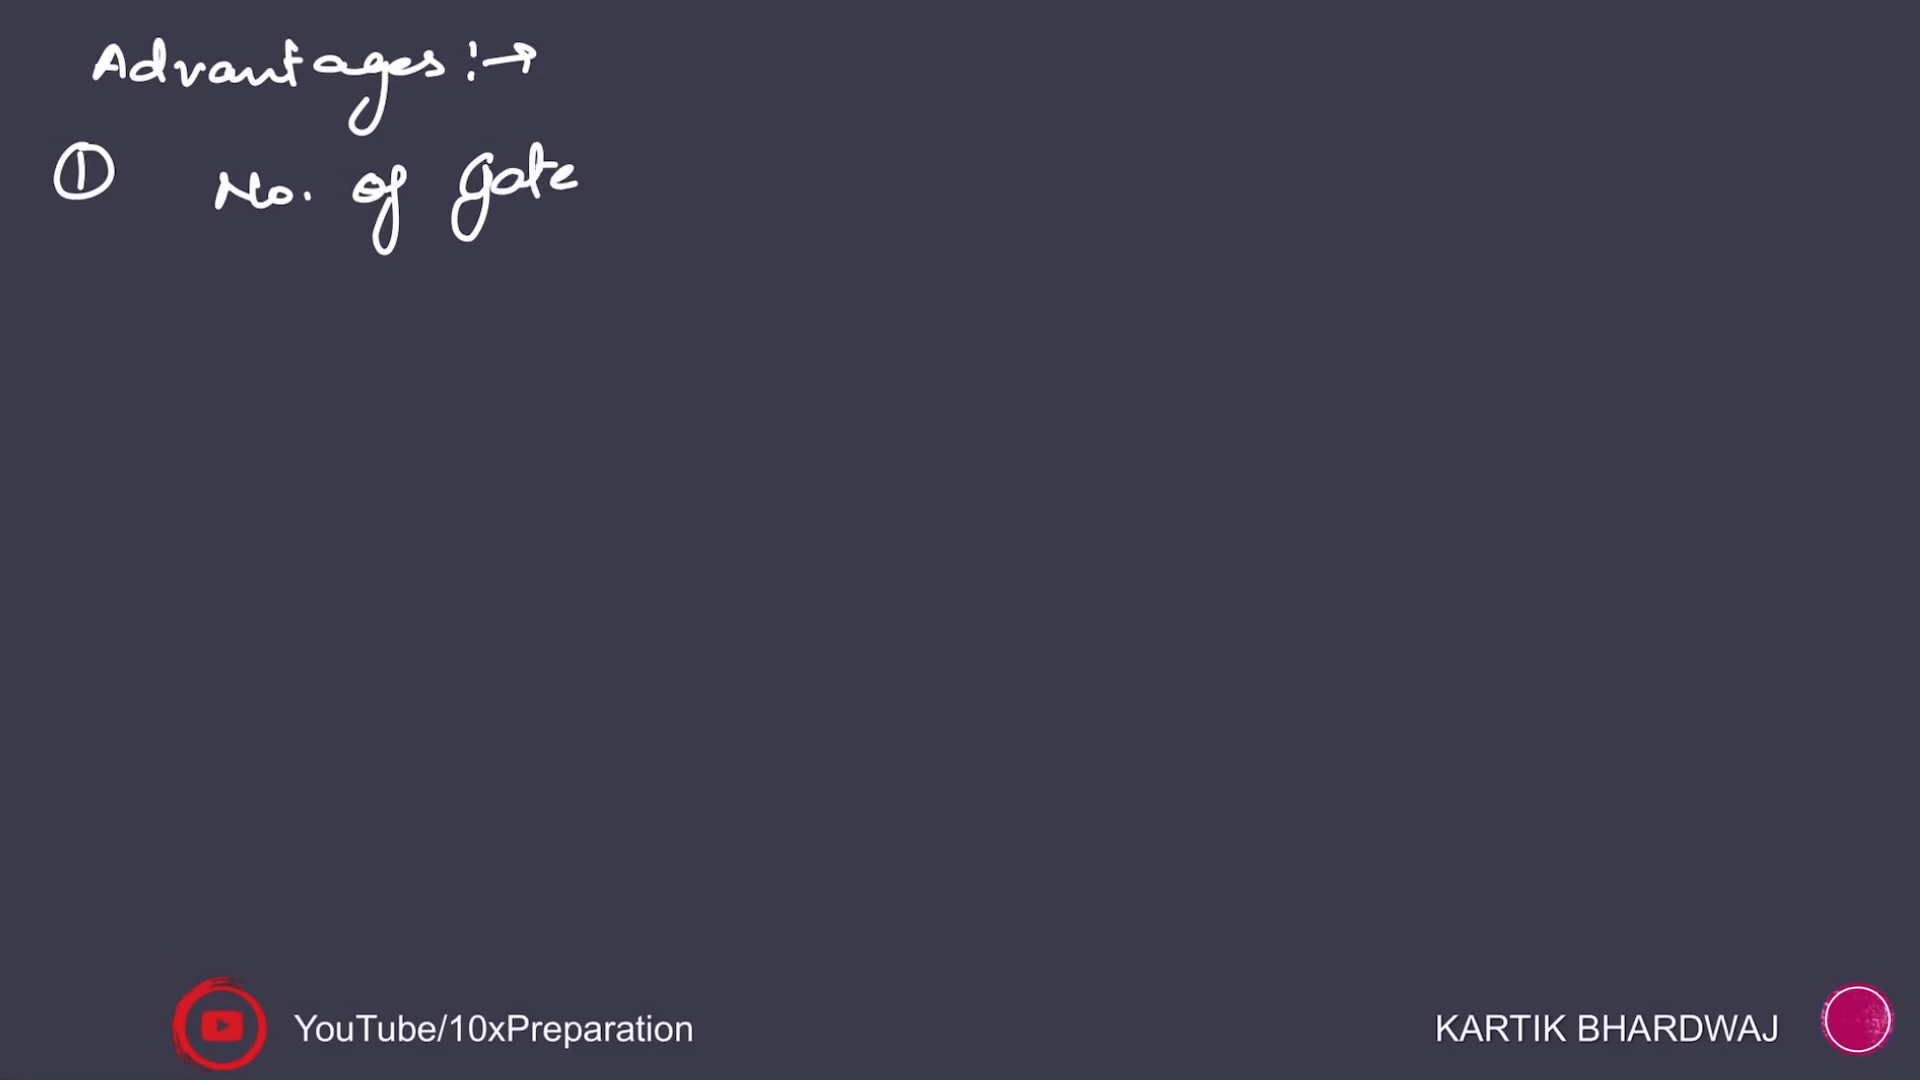 Advantages :→
① No. of gate
YouTube/10xPreparation
KARTIK BHARDWAJ